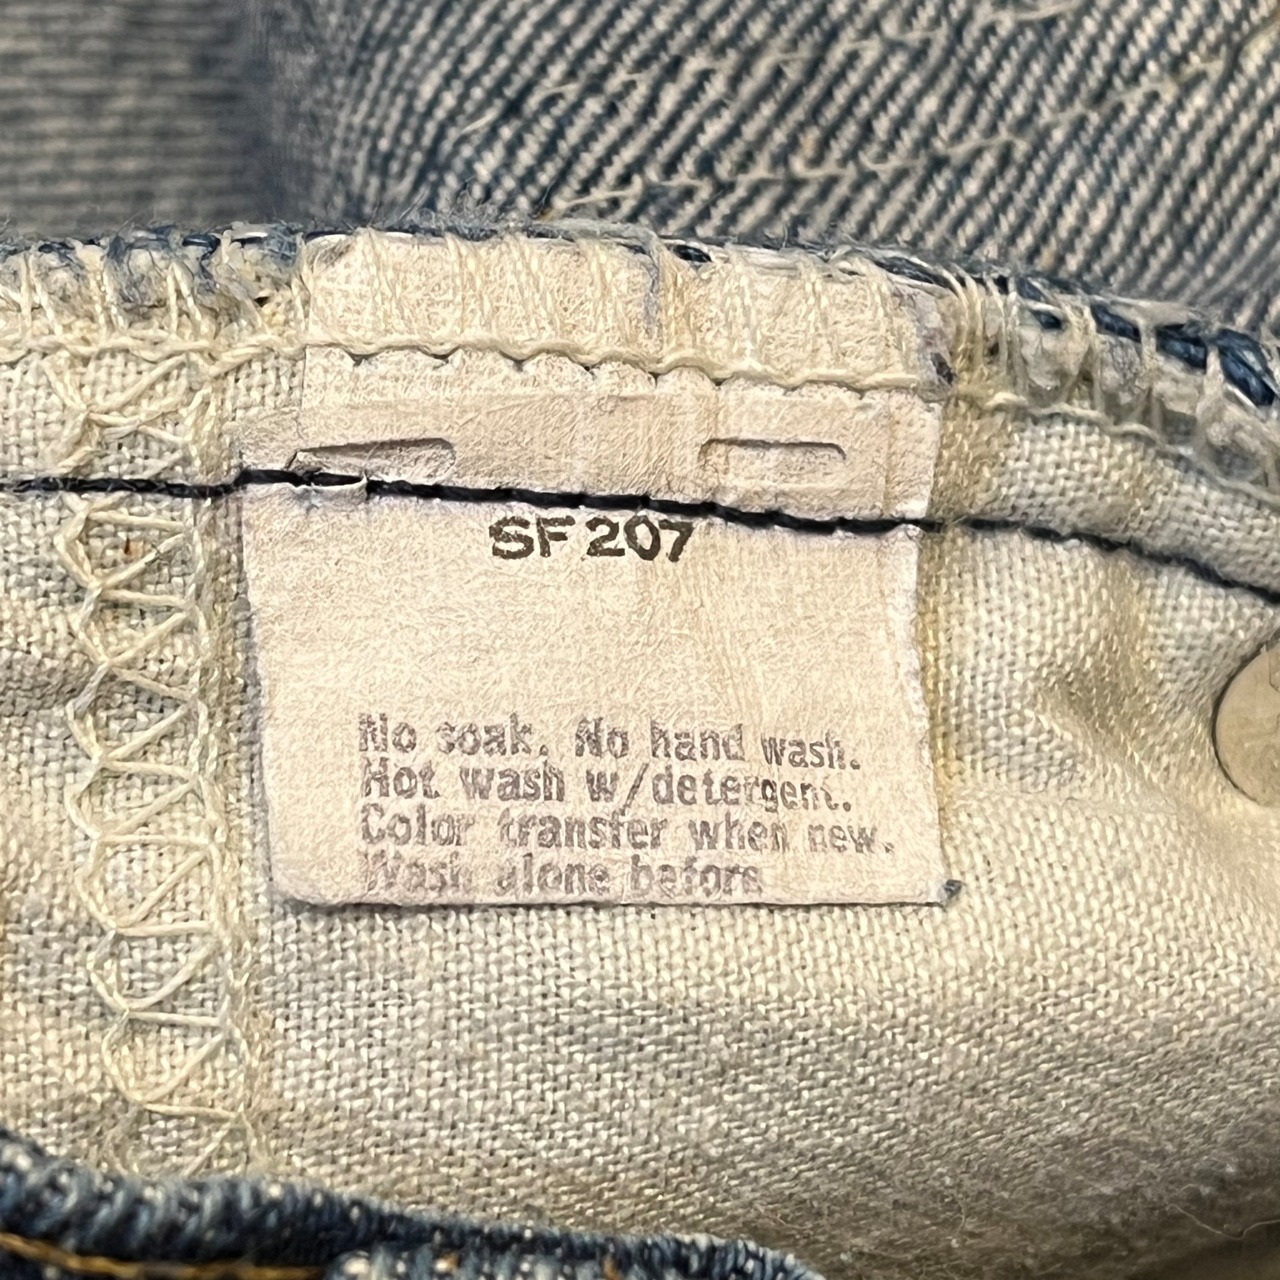 SF 207
No soak. No hand wash.
Hot wash w/detergent.
Color transfer when new.
Wash alone before